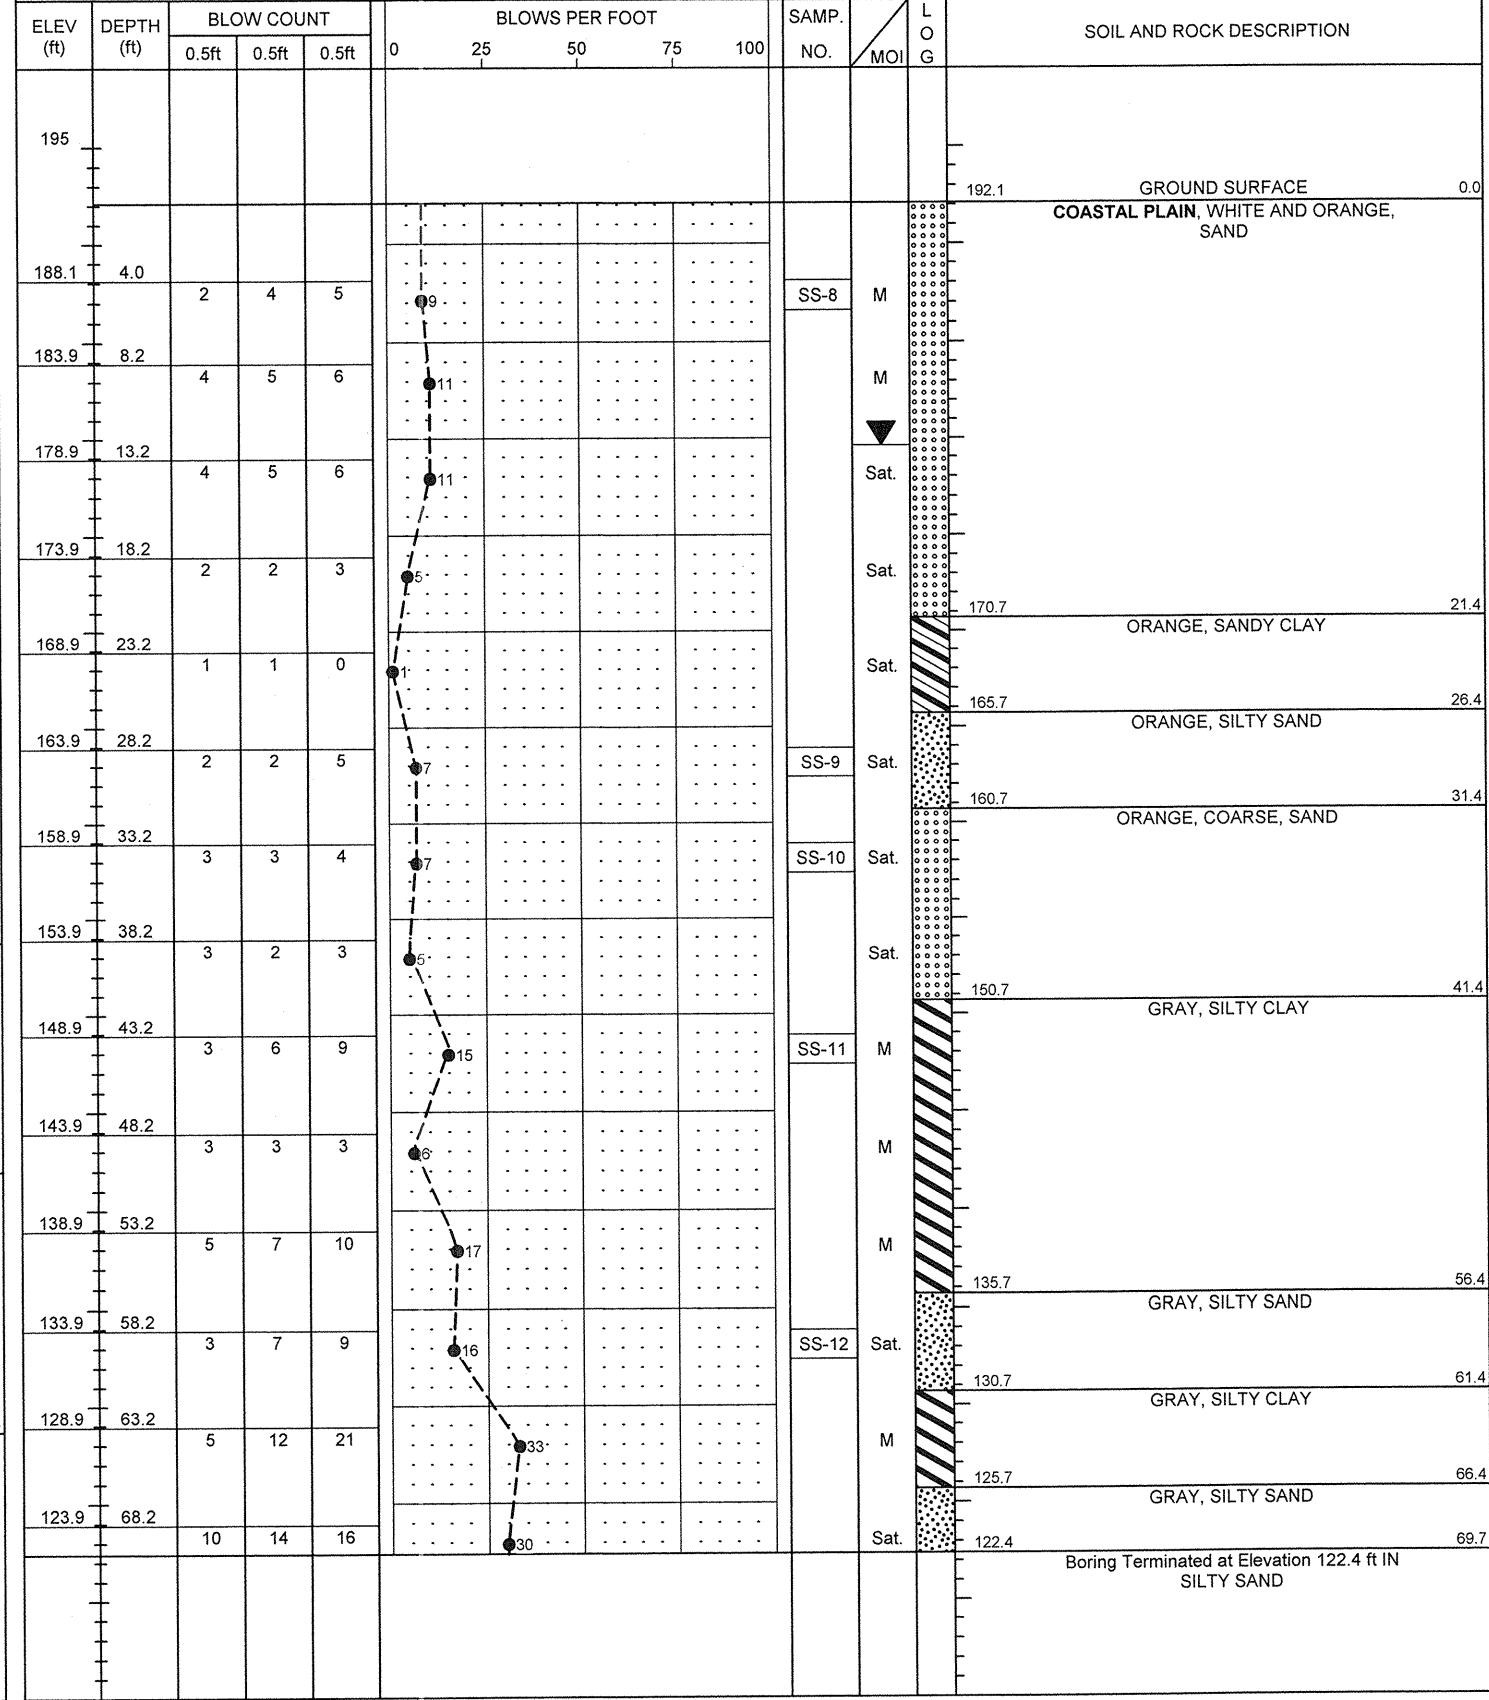 ELEV (ft) DEPTH (ft) BLOW COUNT BLOWS PER FOOT SAMP. NO. MOI LOG SOIL AND ROCK DESCRIPTION
0.5ft 0.5ft 0.5ft 0 25 50 75 100
195
192.1 GROUND SURFACE 0.0
COASTAL PLAIN, WHITE AND ORANGE,
SAND
188.1 4.0
2 4 5 9 SS-8 M
183.9 8.2
4 5 6 11 M
178.9 13.2
4 5 6 11 Sat.
173.9 18.2
2 2 3 5 Sat.
170.7 21.4
ORANGE, SANDY CLAY
168.9 23.2
1 1 0 1 Sat.
165.7 26.4
ORANGE, SILTY SAND
163.9 28.2
2 2 5 7 SS-9 Sat.
160.7 31.4
ORANGE, COARSE, SAND
158.9 33.2
3 3 4 7 SS-10 Sat.
153.9 38.2
3 2 3 5 Sat.
150.7 41.4
GRAY, SILTY CLAY
148.9 43.2
3 6 9 15 SS-11 M
143.9 48.2
3 3 3 6 M
138.9 53.2
5 7 10 17 M
135.7 56.4
GRAY, SILTY SAND
133.9 58.2
3 7 9 16 SS-12 Sat.
130.7 61.4
GRAY, SILTY CLAY
128.9 63.2
5 12 21 33 M
125.7 66.4
GRAY, SILTY SAND
123.9 68.2
10 14 16 30 Sat.
122.4 69.7
Boring Terminated at Elevation 122.4 ft IN
SILTY SAND